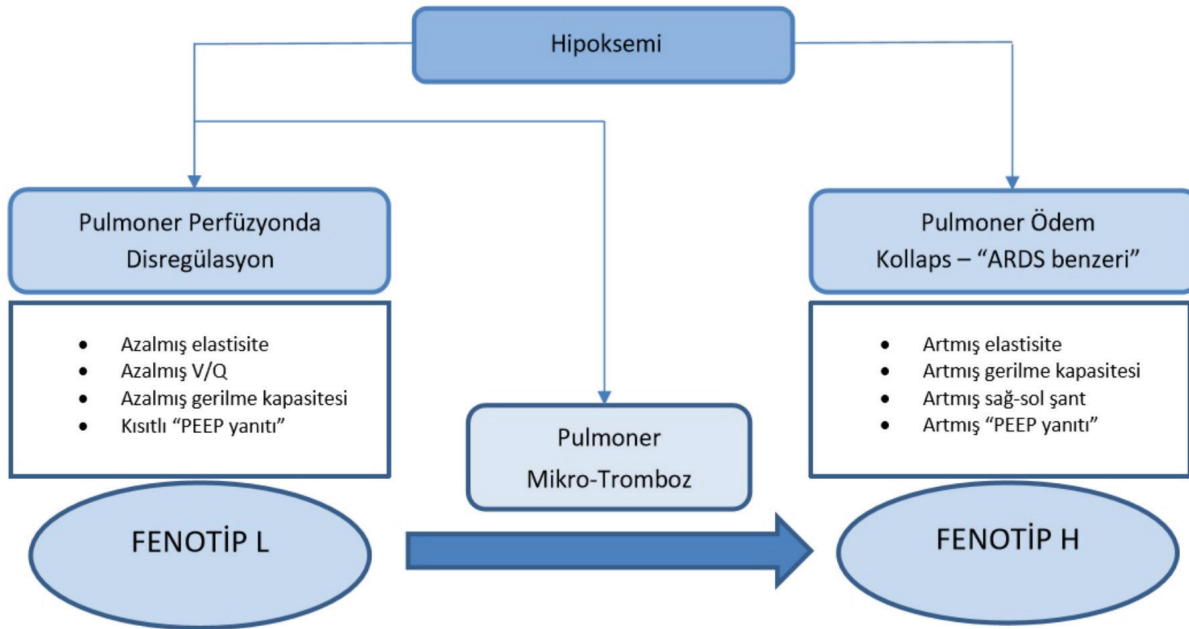 Hipoksemi
Pulmoner Perfüzyonda
Disregülasyon
• Azalmış elastisite
• Azalmış V/Q
• Azalmış gerilme kapasitesi
• Kısıtlı “PEEP yanıtı”
FENOTİP L
Pulmoner
Mikro-Tromboz
Pulmoner Ödem
Kollaps – “ARDS benzeri”
• Artmış elastisite
• Artmış gerilme kapasitesi
• Artmış sağ-sol şant
• Artmış “PEEP yanıtı”
FENOTİP H